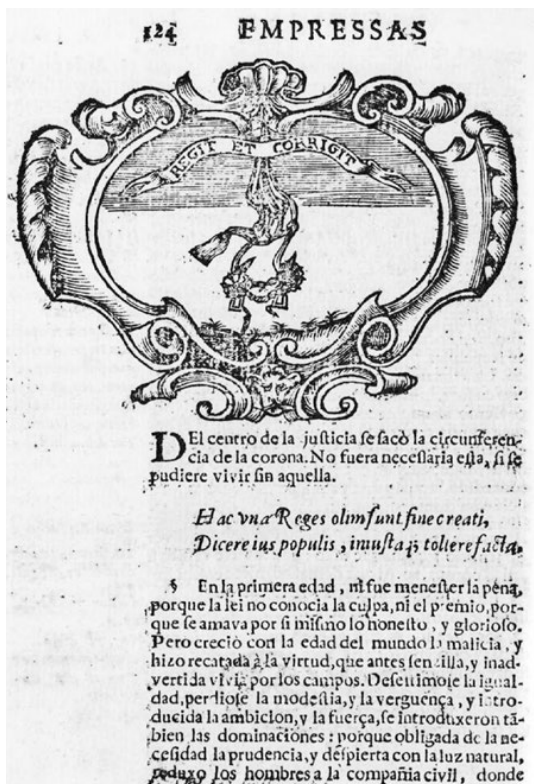 124 EMPRESSAS
REGIT ET CORRIGIT
DEl centro de la justicia se sacò la circunferen-
cia de la corona. No fuera necessaria esta, si se
pudiere vivir sin aquella.
Hac vna Reges olim sunt fine creati,
Dicere ius populis, iniustaq; tollere facta.
§ En la primera edad, ni fue menester la pena,
porque la lei no conocia la culpa, ni el premio, por-
que se amava por si mismo lo honesto, y glorioso.
Pero creciò con la edad del mundo la malicia, y
hizo recatada à la virtud, que antes sencilla, y inad-
vertida vivia por los campos. Desestimose la igual-
dad, perdiose la modestia, y la verguença, y intro-
ducida la ambicion, y la fuerça, se introduxeron tã-
bien las dominaciones: porque obligada de la ne-
cesidad la prudencia, y despierta con la luz natural,
reduxo los hombres a la compañia civil, donde